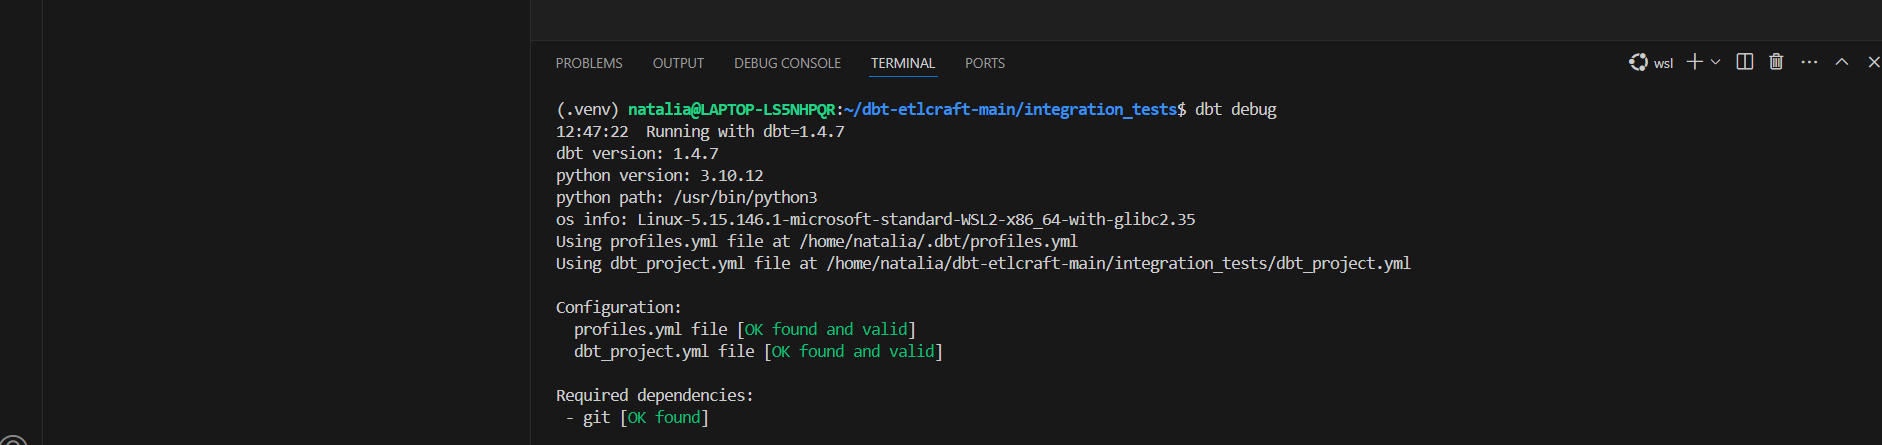 PROBLEMS OUTPUT DEBUG CONSOLE TERMINAL PORTS wsl
(.venv) natalia@LAPTOP-LS5NHPQR:~/dbt-etlcraft-main/integration_tests$ dbt debug
12:47:22  Running with dbt=1.4.7
dbt version: 1.4.7
python version: 3.10.12
python path: /usr/bin/python3
os info: Linux-5.15.146.1-microsoft-standard-WSL2-x86_64-with-glibc2.35
Using profiles.yml file at /home/natalia/.dbt/profiles.yml
Using dbt_project.yml file at /home/natalia/dbt-etlcraft-main/integration_tests/dbt_project.yml
Configuration:
  profiles.yml file [OK found and valid]
  dbt_project.yml file [OK found and valid]
Required dependencies:
 - git [OK found]